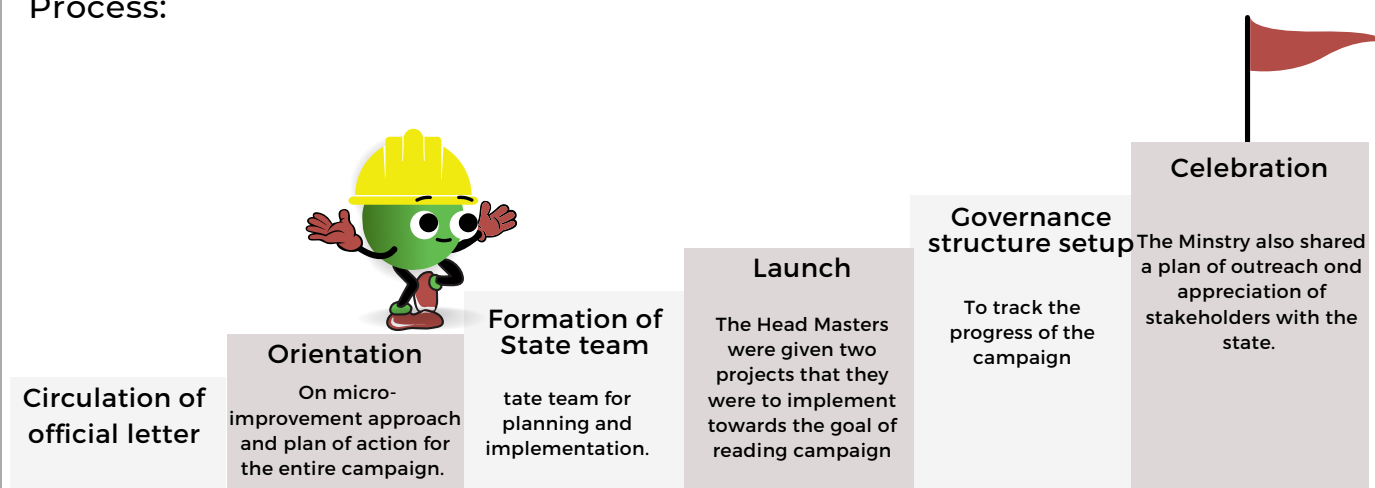 Process:
Circulation of
official letter
Orientation
On micro-
improvement approach
and plan of action for
the entire campaign.
Formation of
State team
tate team for
planning and
implementation.
Launch
The Head Masters
were given two
projects that they
were to implement
towards the goal of
reading campaign
Governance
structure setup
To track the
progress of the
campaign
Celebration
The Minstry also shared
a plan of outreach ond
appreciation of
stakeholders with the
state.